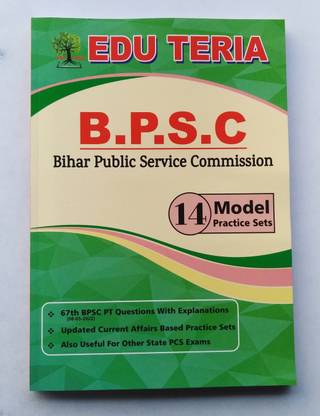 EDU TERIA
B.P.S.C
Bihar Public Service Commission
14 Model
Practice Sets
67th BPSC PT Questions With Explanations
(08-05-2022)
Updated Current Affairs Based Practice Sets
Also Useful For Other State PCS Exams